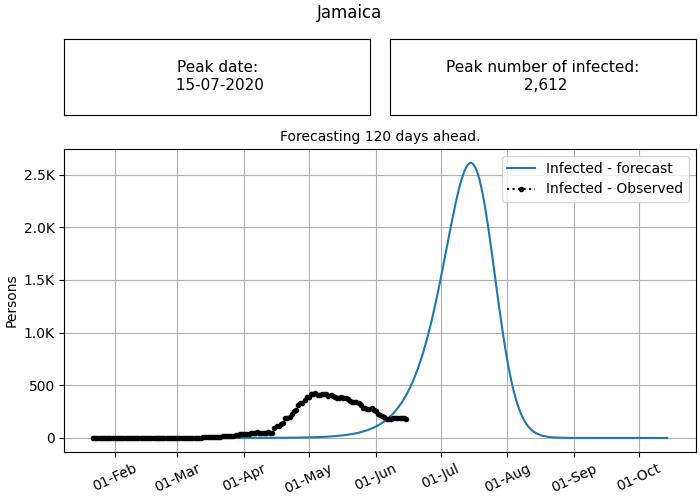 Jamaica
Peak date:
15-07-2020
Peak number of infected:
2,612
Forecasting 120 days ahead.
Infected - forecast
Infected - Observed
2.5K
2.0K
1.5K
1.0K
500
0
Persons
01-Feb
01-Mar
01-Apr
01-May
01-Jun
01-Jul
01-Aug
01-Sep
01-Oct